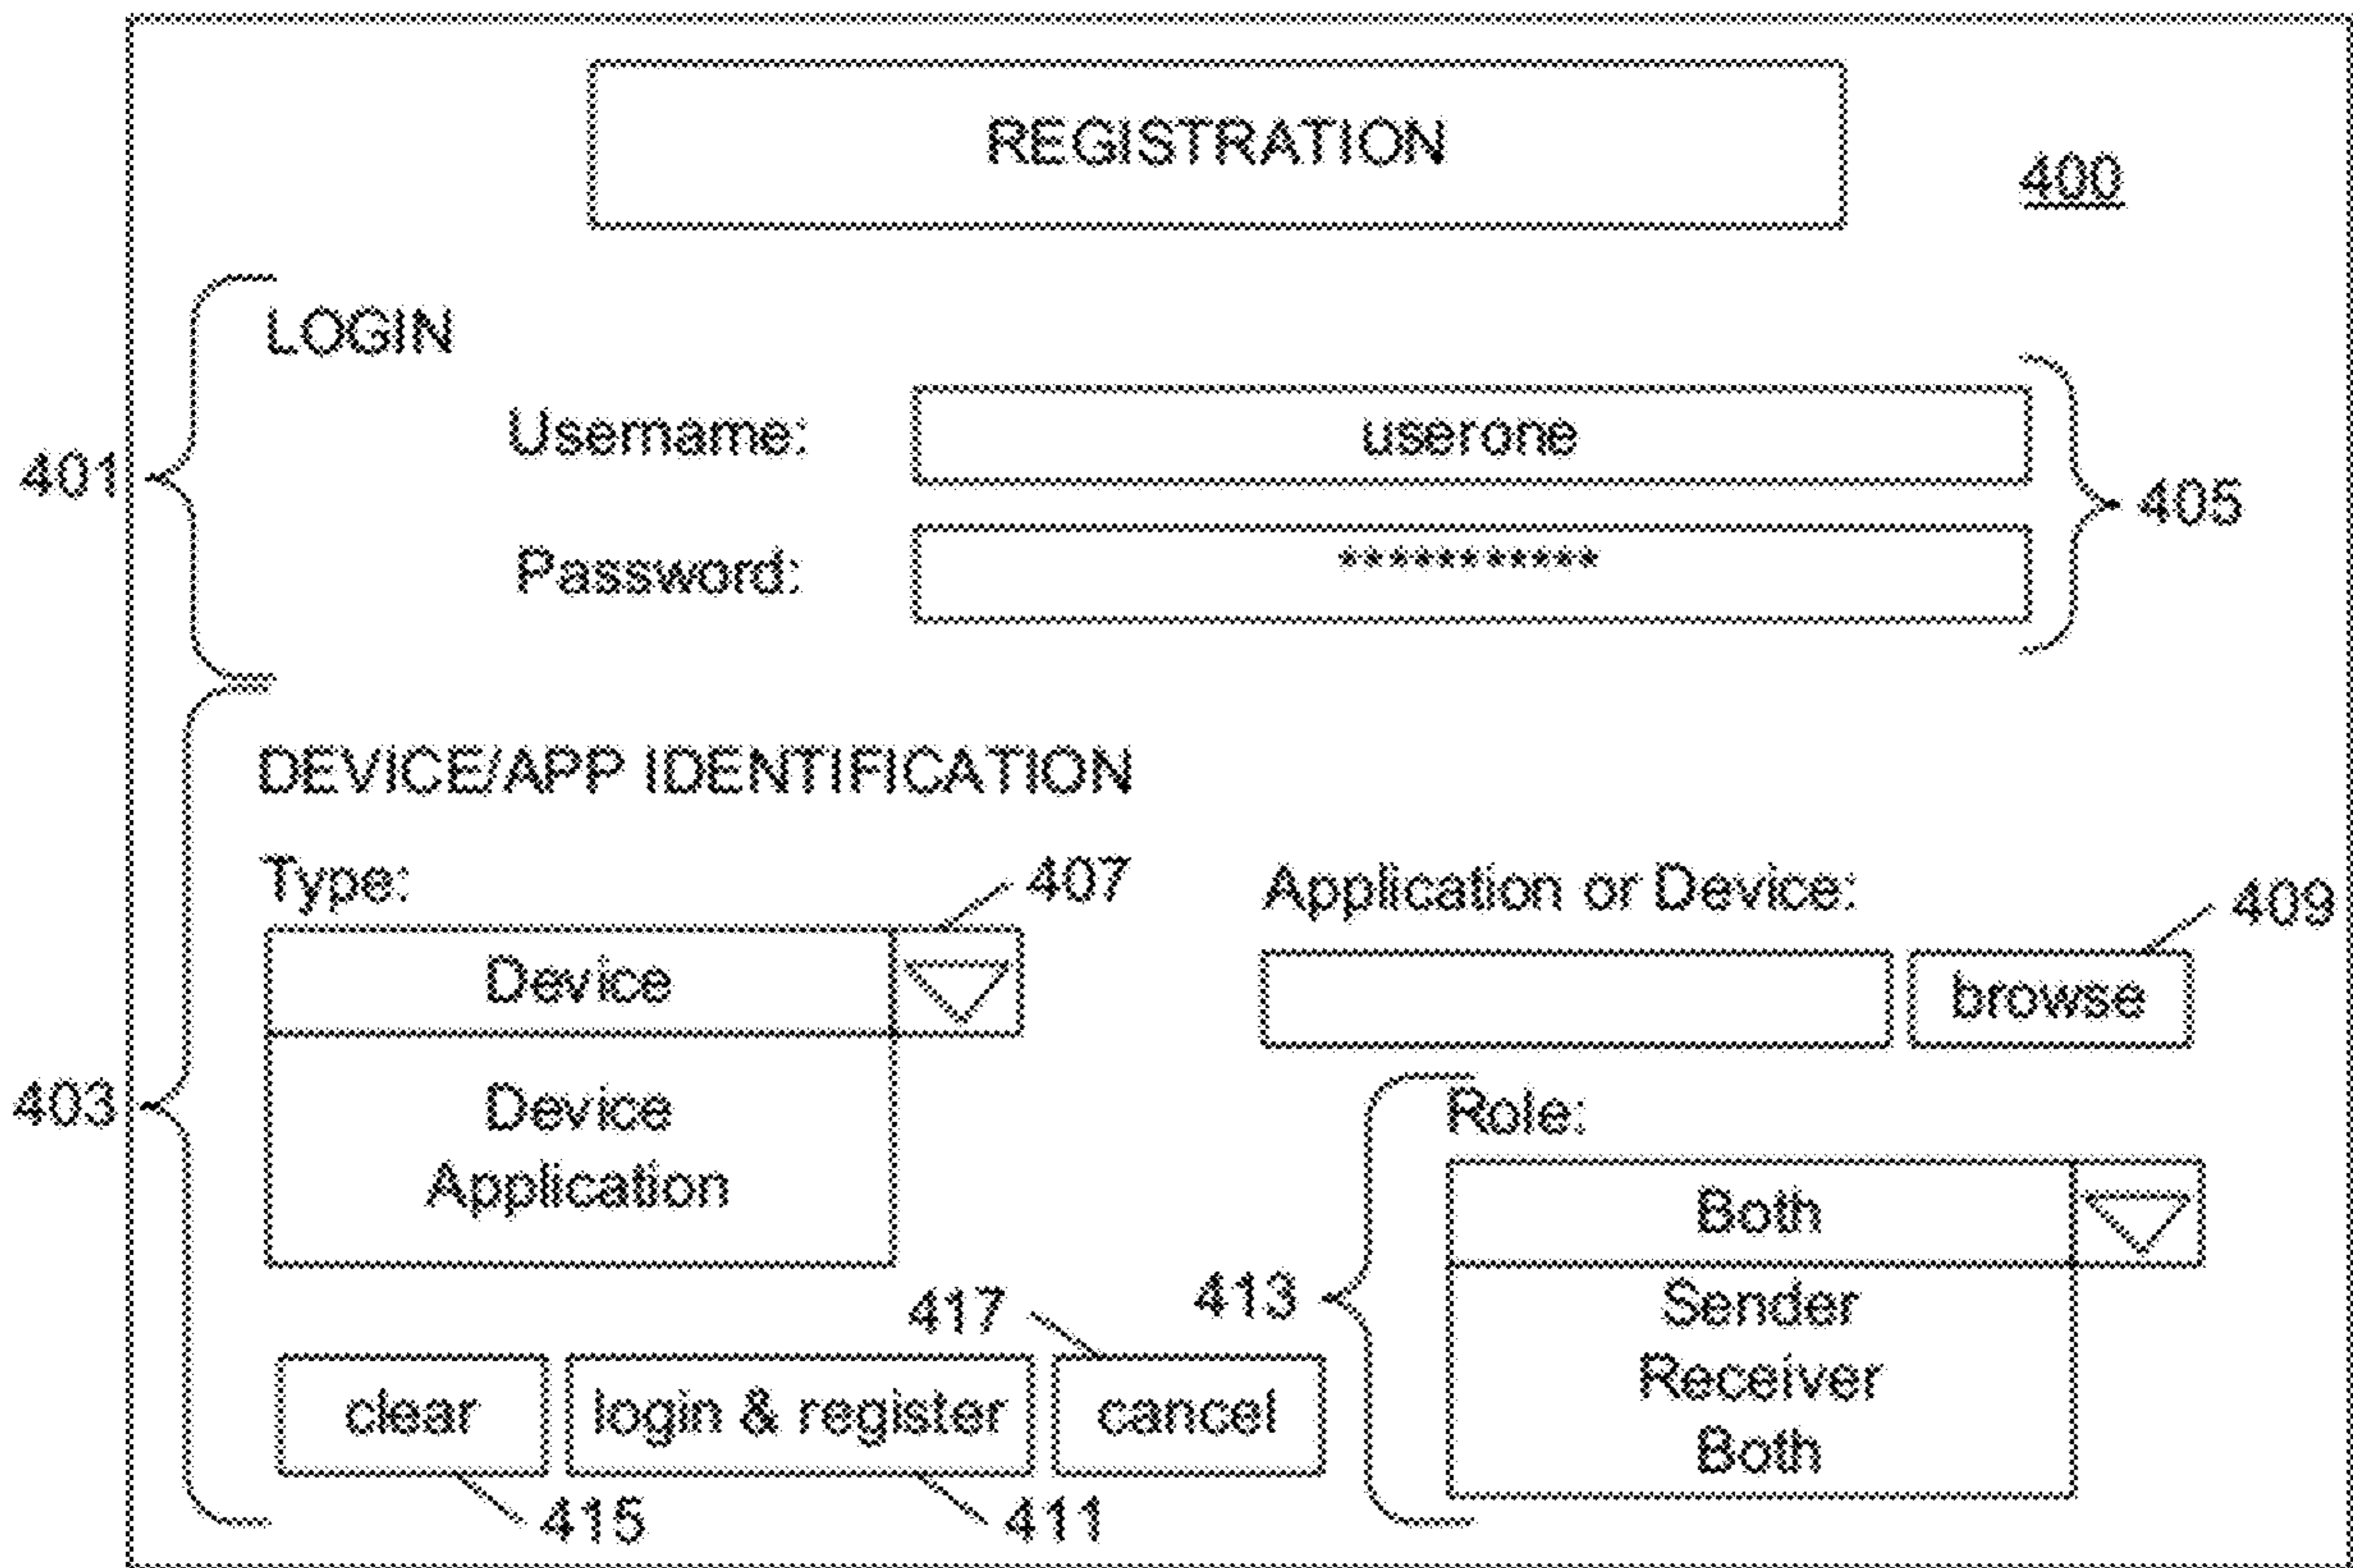 REGISTRATION
400
LOGIN
401
Username: userone
405
Password: ***********
DEVICE/APP IDENTIFICATION
403
Type:
407
Device
Device
Application
Application or Device:
409
browse
413
Role:
Both
Sender
Receiver
Both
417
clear
login & register
cancel
415
411